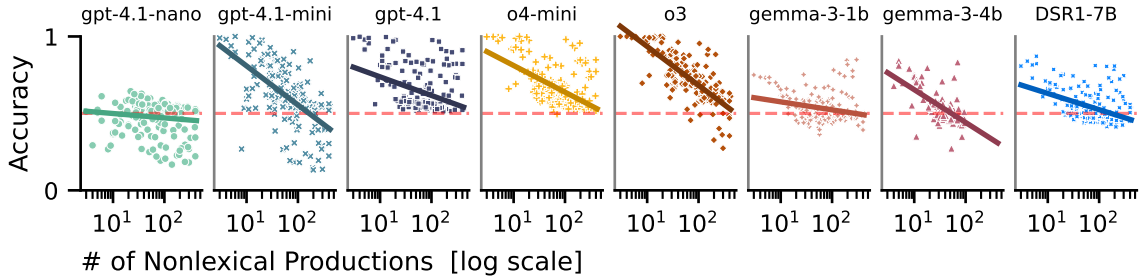 gpt-4.1-nano gpt-4.1-mini gpt-4.1 o4-mini o3 gemma-3-1b gemma-3-4b DSR1-7B
1
Accuracy
0
10¹ 10² 10¹ 10² 10¹ 10² 10¹ 10² 10¹ 10² 10¹ 10² 10¹ 10² 10¹ 10²
# of Nonlexical Productions [log scale]